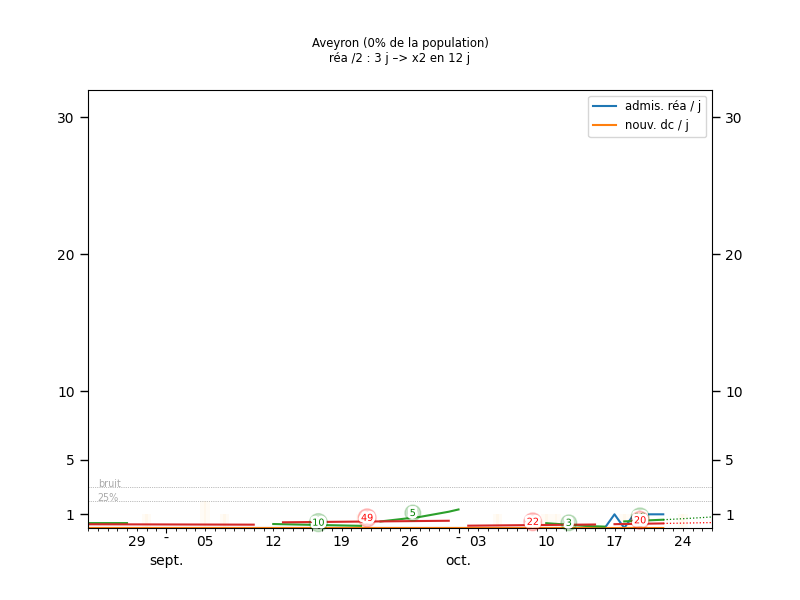 Aveyron (0% de la population)
réa /2 : 3 j –> x2 en 12 j
admis. réa / j
nouv. dc / j
30 30
20 20
10 10
5 5
bruit
25%
1 1
10 49 5 22 3 20
29 - 05 12 19 26 - 03 10 17 24
sept. oct.